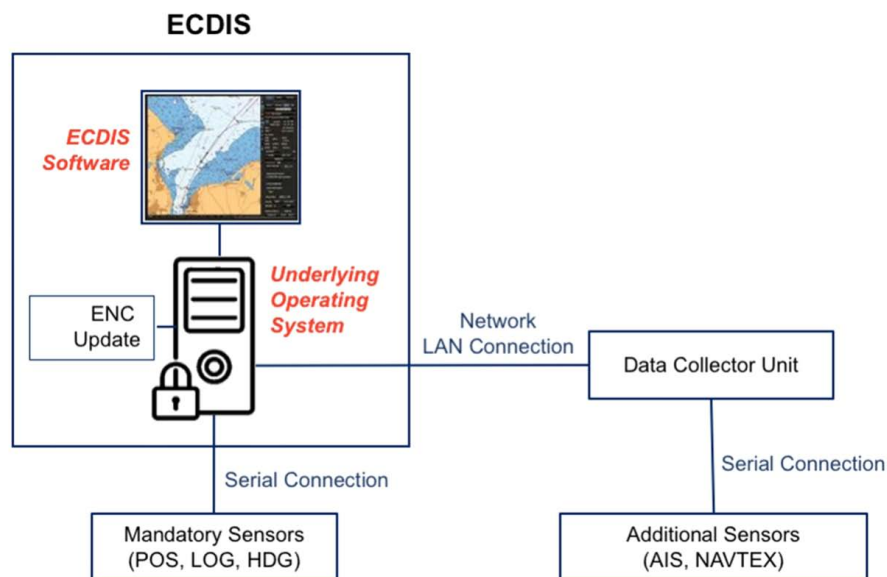 ECDIS
ECDIS
Software
Underlying
Operating
System
ENC
Update
Network
LAN Connection
Data Collector Unit
Serial Connection
Serial Connection
Mandatory Sensors
(POS, LOG, HDG)
Additional Sensors
(AIS, NAVTEX)